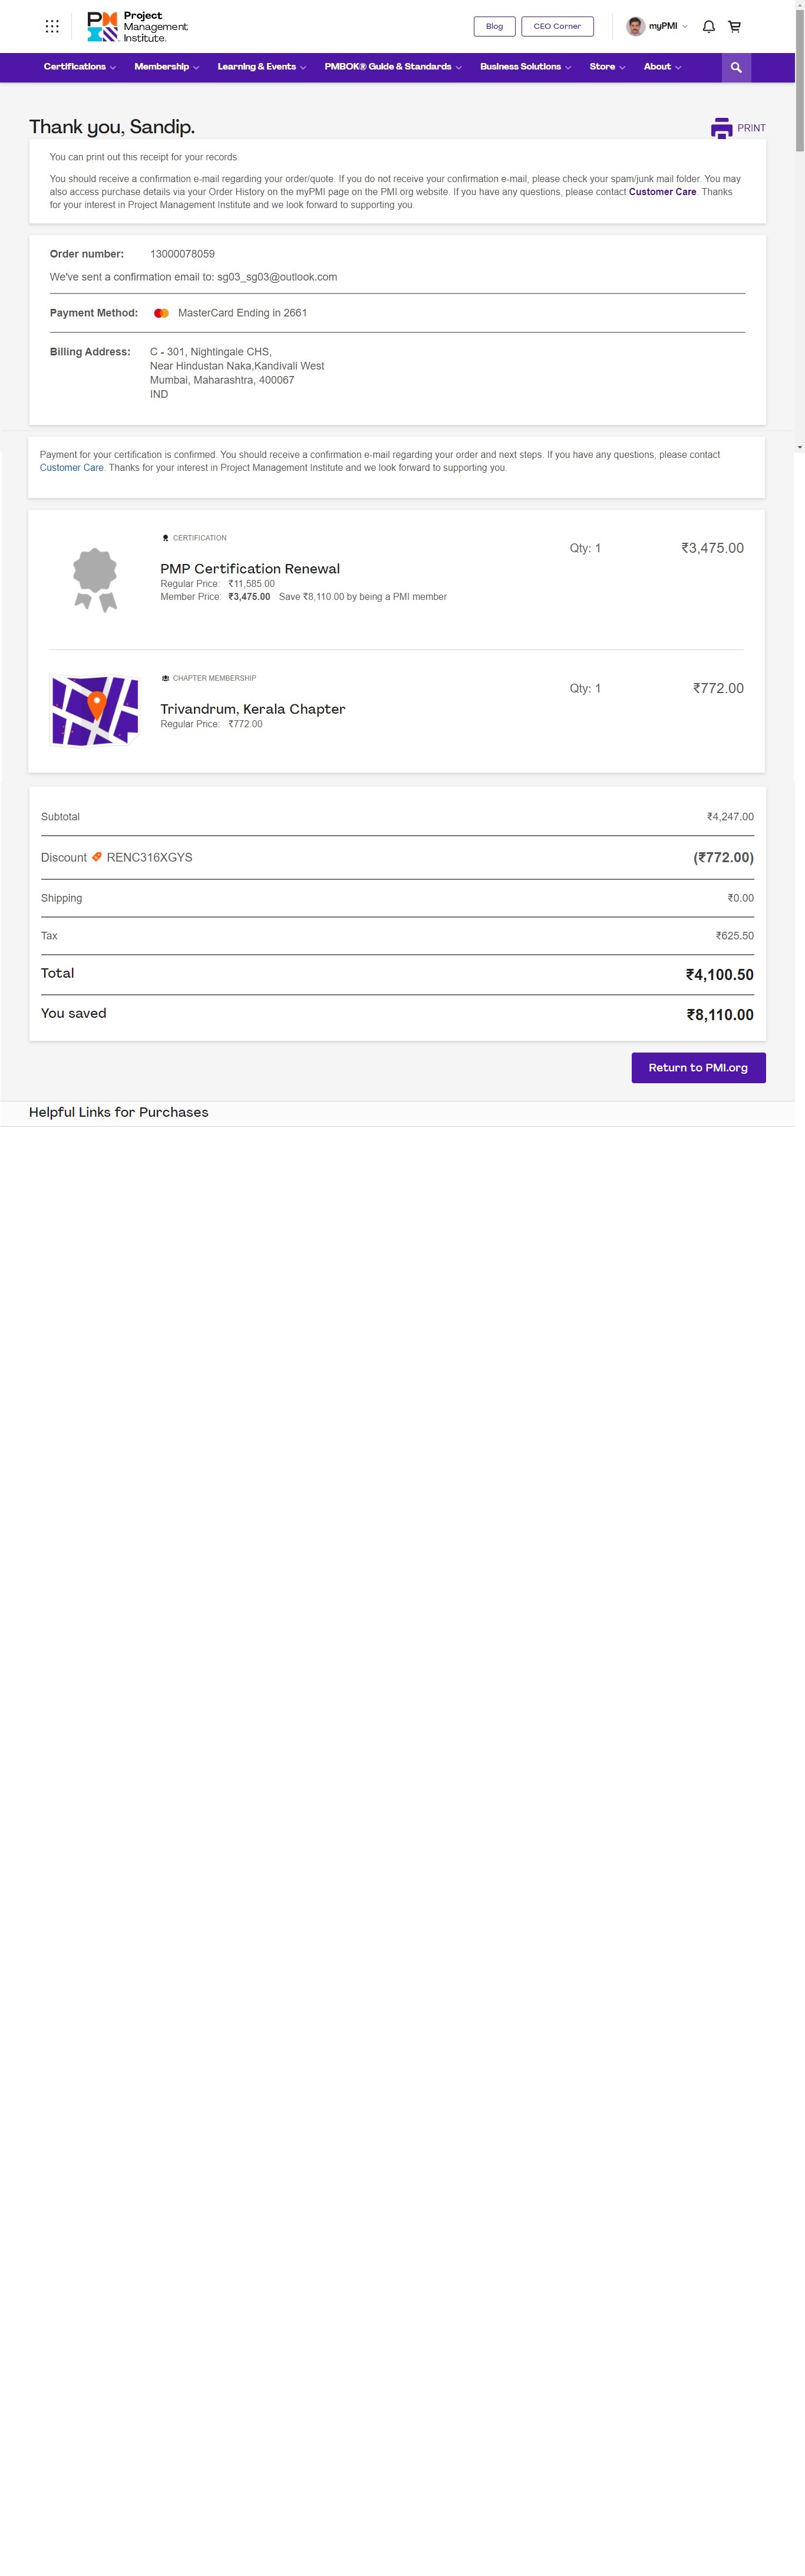 Project
Management
Institute.
Blog
CEO Corner
myPMI
Certifications
Membership
Learning & Events
PMBOK® Guide & Standards
Business Solutions
Store
About
Thank you, Sandip.
PRINT
You can print out this receipt for your records.
You should receive a confirmation e-mail regarding your order/quote. If you do not receive your confirmation e-mail, please check your spam/junk mail folder. You may
also access purchase details via your Order History on the myPMI page on the PMI.org website. If you have any questions, please contact Customer Care. Thanks
for your interest in Project Management Institute and we look forward to supporting you.
Order number: 13000078059
We've sent a confirmation email to: sg03_sg03@outlook.com
Payment Method: MasterCard Ending in 2661
Billing Address: C - 301, Nightingale CHS,
Near Hindustan Naka,Kandivali West
Mumbai, Maharashtra, 400067
IND
Payment for your certification is confirmed. You should receive a confirmation e-mail regarding your order and next steps. If you have any questions, please contact
Customer Care. Thanks for your interest in Project Management Institute and we look forward to supporting you.
CERTIFICATION
PMP Certification Renewal
Qty: 1
₹3,475.00
Regular Price: ₹11,585.00
Member Price: ₹3,475.00 Save ₹8,110.00 by being a PMI member
CHAPTER MEMBERSHIP
Trivandrum, Kerala Chapter
Qty: 1
₹772.00
Regular Price: ₹772.00
Subtotal ₹4,247.00
Discount RENC316XGYS (₹772.00)
Shipping ₹0.00
Tax ₹625.50
Total ₹4,100.50
You saved ₹8,110.00
Return to PMI.org
Helpful Links for Purchases